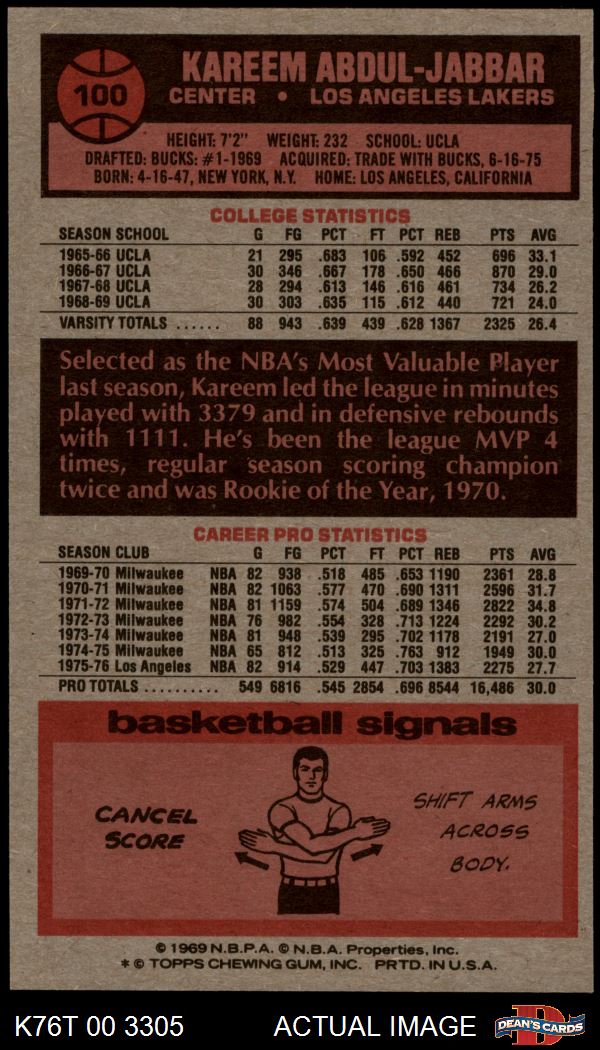 100
KAREEM ABDUL-JABBAR
CENTER • LOS ANGELES LAKERS
HEIGHT: 7'2" WEIGHT: 232 SCHOOL: UCLA
DRAFTED: BUCKS: #1-1969 ACQUIRED: TRADE WITH BUCKS, 6-16-75
BORN: 4-16-47, NEW YORK, N.Y. HOME: LOS ANGELES, CALIFORNIA
COLLEGE STATISTICS
SEASON SCHOOL G FG PCT FT PCT REB PTS AVG
1965-66 UCLA 21 295 .683 106 .592 452 696 33.1
1966-67 UCLA 30 346 .667 178 .650 466 870 29.0
1967-68 UCLA 28 294 .613 146 .616 461 734 26.2
1968-69 UCLA 30 303 .635 115 .612 440 721 24.0
VARSITY TOTALS ...... 88 943 .639 439 .628 1367 2325 26.4
Selected as the NBA's Most Valuable Player
last season, Kareem led the league in minutes
played with 3379 and in defensive rebounds
with 1111. He's been the league MVP 4
times, regular season scoring champion
twice and was Rookie of the Year, 1970.
CAREER PRO STATISTICS
SEASON CLUB G FG PCT FT PCT REB PTS AVG
1969-70 Milwaukee NBA 82 938 .518 485 .653 1190 2361 28.8
1970-71 Milwaukee NBA 82 1063 .577 470 .690 1311 2596 31.7
1971-72 Milwaukee NBA 81 1159 .574 504 .689 1346 2822 34.8
1972-73 Milwaukee NBA 76 982 .554 328 .713 1224 2292 30.2
1973-74 Milwaukee NBA 81 948 .539 295 .702 1178 2191 27.0
1974-75 Milwaukee NBA 65 812 .513 325 .763 912 1949 30.0
1975-76 Los Angeles NBA 82 914 .529 447 .703 1383 2275 27.7
PRO TOTALS .......... 549 6816 .545 2854 .696 8544 16,486 30.0
basketball signals
CANCEL
SCORE
SHIFT ARMS
ACROSS
BODY.
© 1969 N.B.P.A. © N.B.A. Properties, Inc.
* © TOPPS CHEWING GUM, INC. PRTD. IN U.S.A.
K76T 00 3305 ACTUAL IMAGE
D
DEAN'S CARDS